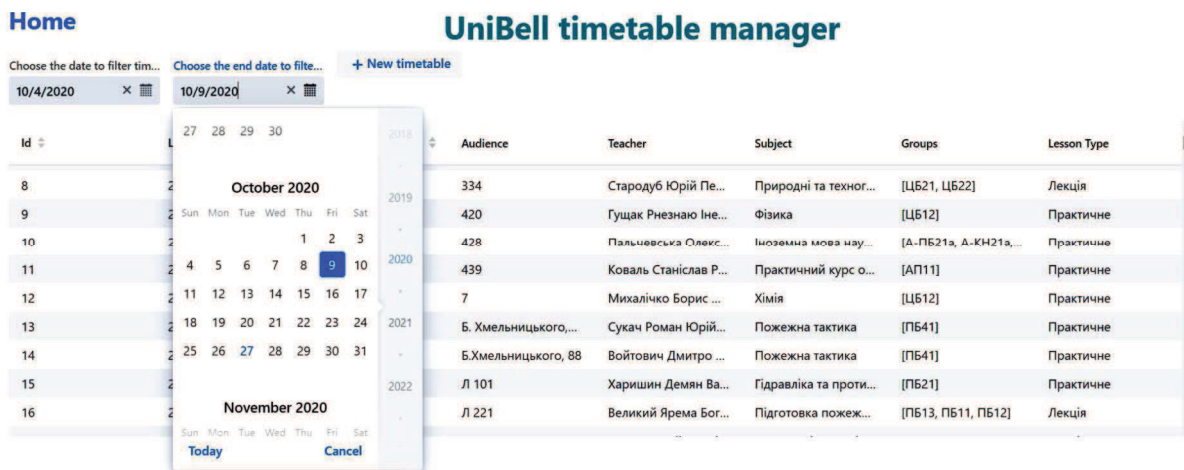 Home
UniBell timetable manager
Choose the date to filter tim... Choose the end date to filte... + New timetable
10/4/2020 10/9/2020
27 28 29 30 2018
Id Audience Teacher Subject Groups Lesson Type
8 334 Стародуб Юрій Пе... Природні та техног... [ЦБ21, ЦБ22] Лекція
October 2020
2019
9 420 Гущак Рнезнаю Іне... Фізика [ЦБ12] Практичне
Sun Mon Tue Wed Thu Fri Sat
1 2 3
10 428 Пальчевська Олекс... Іноземна мова нау... [А-ПБ21а, А-КН21а,... Практичне
4 5 6 7 8 9 10 2020
11 439 Коваль Станіслав Р... Практичний курс о... [АП11] Практичне
11 12 13 14 15 16 17
12 7 Михалічко Борис ... Хімія [ЦБ12] Практичне
18 19 20 21 22 23 24 2021
13 Б. Хмельницького,... Сукач Роман Юрій... Пожежна тактика [ПБ41] Практичне
25 26 27 28 29 30 31
14 Б.Хмельницького, 88 Войтович Дмитро ... Пожежна тактика [ПБ41] Практичне
15 Л 101 Харишин Демян Ва... Гідравліка та проти... [ПБ21] Практичне
2022
November 2020
16 Л 221 Великий Ярема Бог... Підготовка пожеж... [ПБ13, ПБ11, ПБ12] Лекція
Sun Mon Tue Wed Thu Fri Sat
Today Cancel